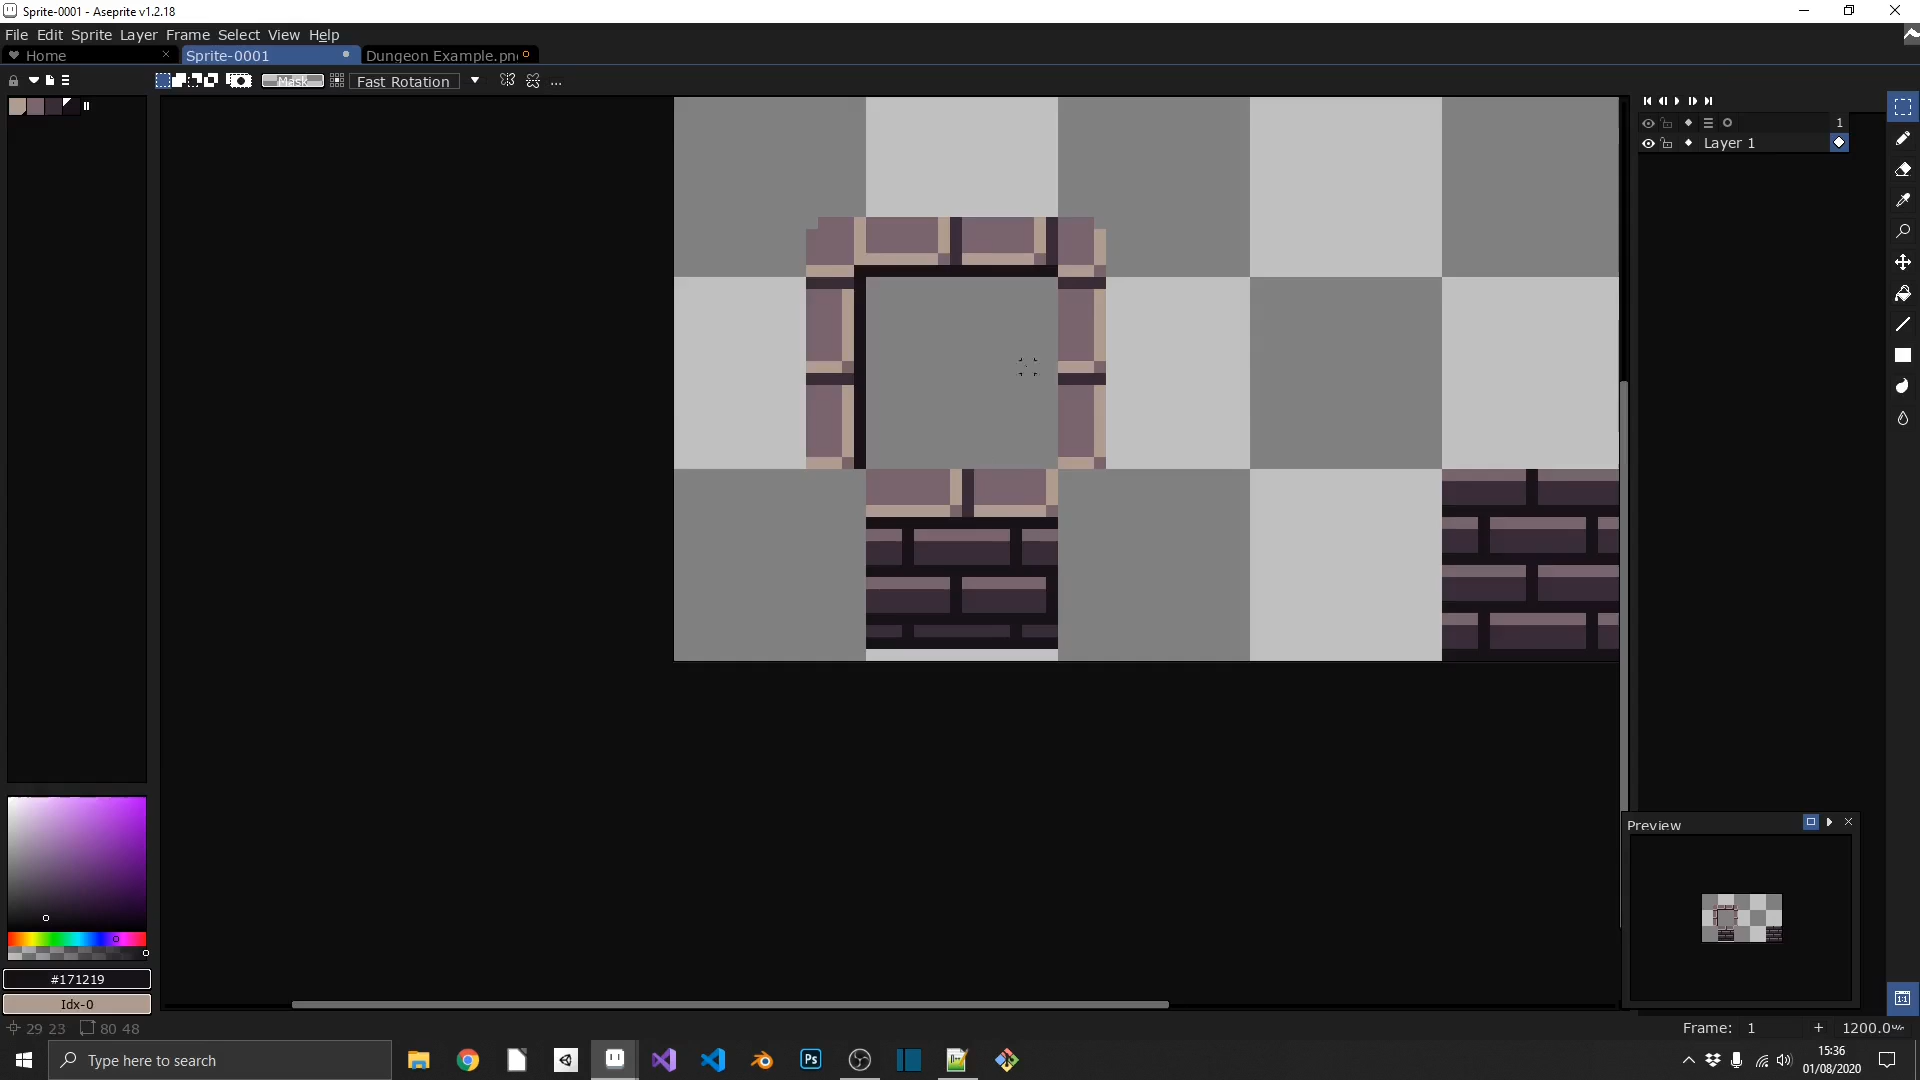 Sprite-0001 - Aseprite v1.2.18
File Edit Sprite Layer Frame Select View Help
Home
Sprite-0001
Dungeon Example.pn
Mask
Fast Rotation
...
1
Layer 1
Preview
#171219
Idx-0
29 23
80 48
Frame: 1
+
1200.0
Type here to search
Ps
15:36
01/08/2020